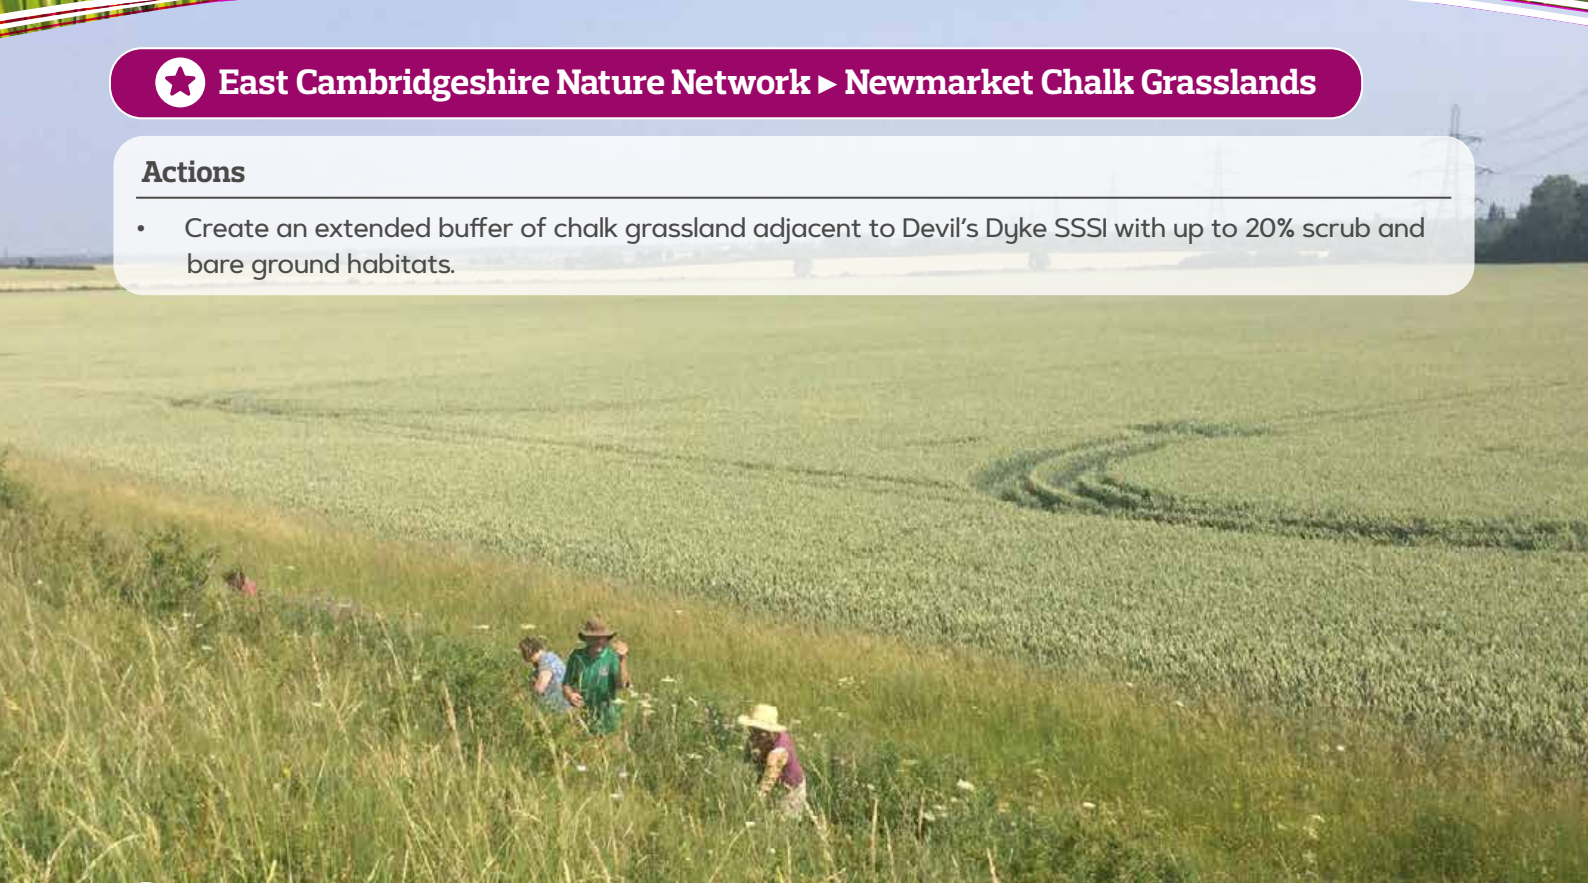 East Cambridgeshire Nature Network ▸ Newmarket Chalk Grasslands
Actions
• Create an extended buffer of chalk grassland adjacent to Devil’s Dyke SSSI with up to 20% scrub and
bare ground habitats.